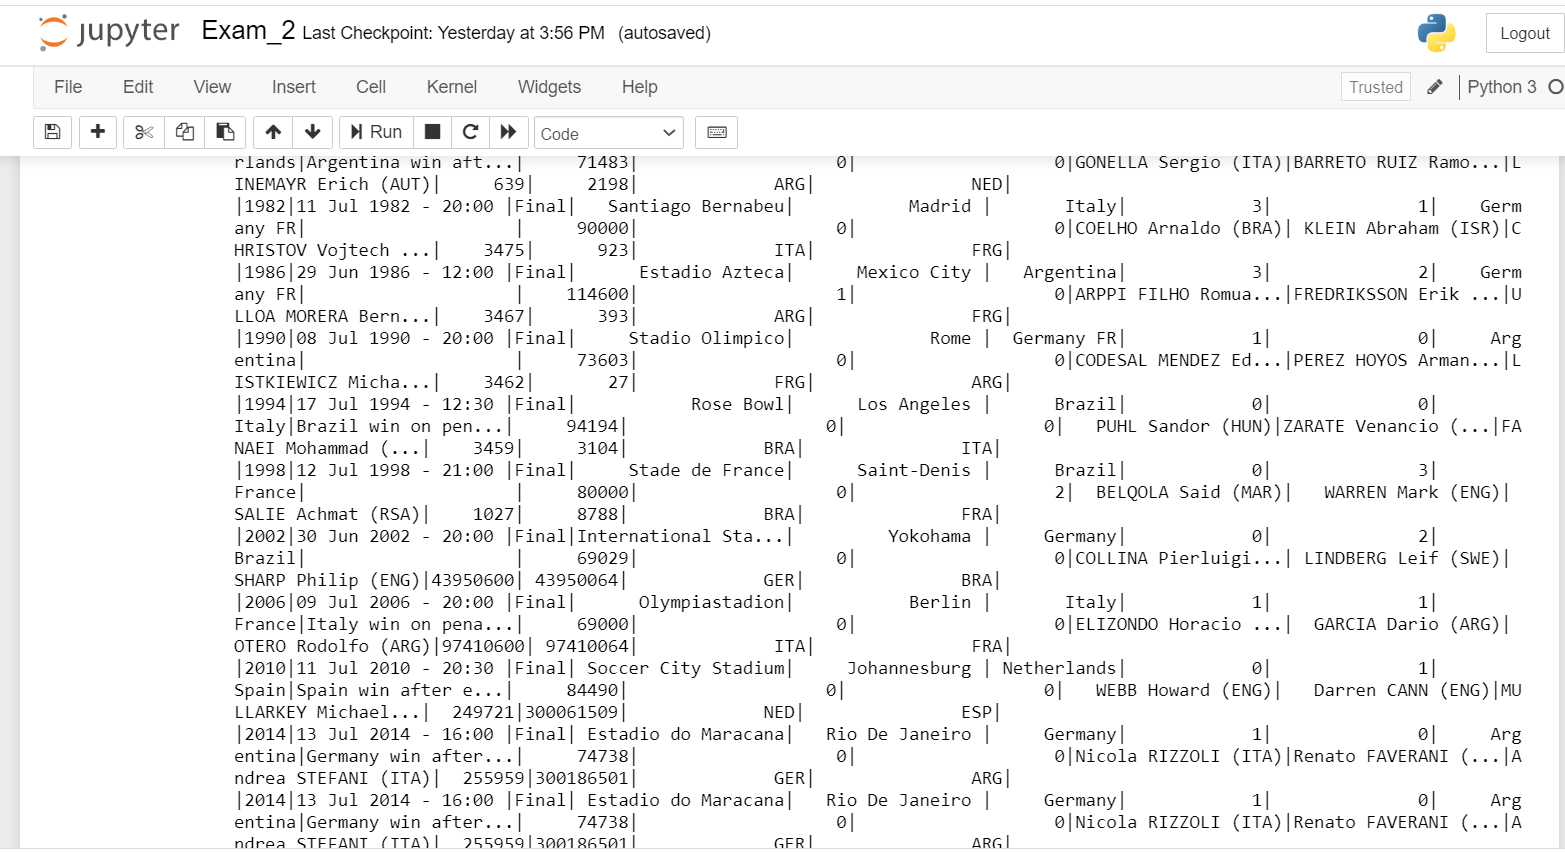 jupyter Exam_2 Last Checkpoint: Yesterday at 3:56 PM (autosaved) Logout
File Edit View Insert Cell Kernel Widgets Help Trusted Python 3
Run Code
rlands|Argentina win aft...| 71483| 0| 0|GONELLA Sergio (ITA)|BARRETO RUIZ Ramo...|L
INEMAYR Erich (AUT)| 639| 2198| ARG| NED|
|1982|11 Jul 1982 - 20:00 |Final| Santiago Bernabeu| Madrid | Italy| 3| 1| Germ
any FR| | 90000| 0| 0|COELHO Arnaldo (BRA)| KLEIN Abraham (ISR)|C
HRISTOV Vojtech ...| 3475| 923| ITA| FRG|
|1986|29 Jun 1986 - 12:00 |Final| Estadio Azteca| Mexico City | Argentina| 3| 2| Germ
any FR| | 114600| 1| 0|ARPPI FILHO Romua...|FREDRIKSSON Erik ...|U
LLOA MORERA Bern...| 3467| 393| ARG| FRG|
|1990|08 Jul 1990 - 20:00 |Final| Stadio Olimpico| Rome | Germany FR| 1| 0| Arg
entina| | 73603| 0| 0|CODESAL MENDEZ Ed...|PEREZ HOYOS Arman...|L
ISTKIEWICZ Micha...| 3462| 27| FRG| ARG|
|1994|17 Jul 1994 - 12:30 |Final| Rose Bowl| Los Angeles | Brazil| 0| 0|
Italy|Brazil win on pen...| 94194| 0| 0| PUHL Sandor (HUN)|ZARATE Venancio (...|FA
NAEI Mohammad (...| 3459| 3104| BRA| ITA|
|1998|12 Jul 1998 - 21:00 |Final| Stade de France| Saint-Denis | Brazil| 0| 3|
France| | 80000| 0| 2| BELQOLA Said (MAR)| WARREN Mark (ENG)|
SALIE Achmat (RSA)| 1027| 8788| BRA| FRA|
|2002|30 Jun 2002 - 20:00 |Final|International Sta...| Yokohama | Germany| 0| 2|
Brazil| | 69029| 0| 0|COLLINA Pierluigi...| LINDBERG Leif (SWE)|
SHARP Philip (ENG)|43950600| 43950064| GER| BRA|
|2006|09 Jul 2006 - 20:00 |Final| Olympiastadion| Berlin | Italy| 1| 1|
France|Italy win on pena...| 69000| 0| 0|ELIZONDO Horacio ...| GARCIA Dario (ARG)|
OTERO Rodolfo (ARG)|97410600| 97410064| ITA| FRA|
|2010|11 Jul 2010 - 20:30 |Final| Soccer City Stadium| Johannesburg | Netherlands| 0| 1|
Spain|Spain win after e...| 84490| 0| 0| WEBB Howard (ENG)| Darren CANN (ENG)|MU
LLARKEY Michael...| 249721|300061509| NED| ESP|
|2014|13 Jul 2014 - 16:00 |Final| Estadio do Maracana| Rio De Janeiro | Germany| 1| 0| Arg
entina|Germany win after...| 74738| 0| 0|Nicola RIZZOLI (ITA)|Renato FAVERANI (...|A
ndrea STEFANI (ITA)| 255959|300186501| GER| ARG|
|2014|13 Jul 2014 - 16:00 |Final| Estadio do Maracana| Rio De Janeiro | Germany| 1| 0| Arg
entina|Germany win after...| 74738| 0| 0|Nicola RIZZOLI (ITA)|Renato FAVERANI (...|A
ndrea STEFANI (ITA)| 255959|300186501| GER| ARG|